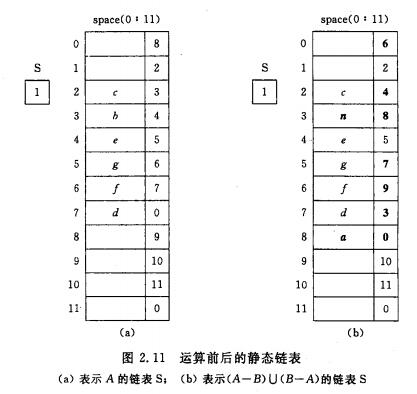 space(0:11) space(0:11)
0 8 0 6
S 1 2 S 1 2
1 2 c 3 1 2 c 4
3 b 4 3 n 8
4 e 5 4 e 5
5 g 6 5 g 7
6 f 7 6 f 9
7 d 0 7 d 3
8 9 8 a 0
9 10 9 10
10 11 10 11
11 0 11 0
(a) (b)
图 2.11 运算前后的静态链表
(a) 表示 A 的链表 S; (b) 表示(A−B)∪(B−A)的链表 S